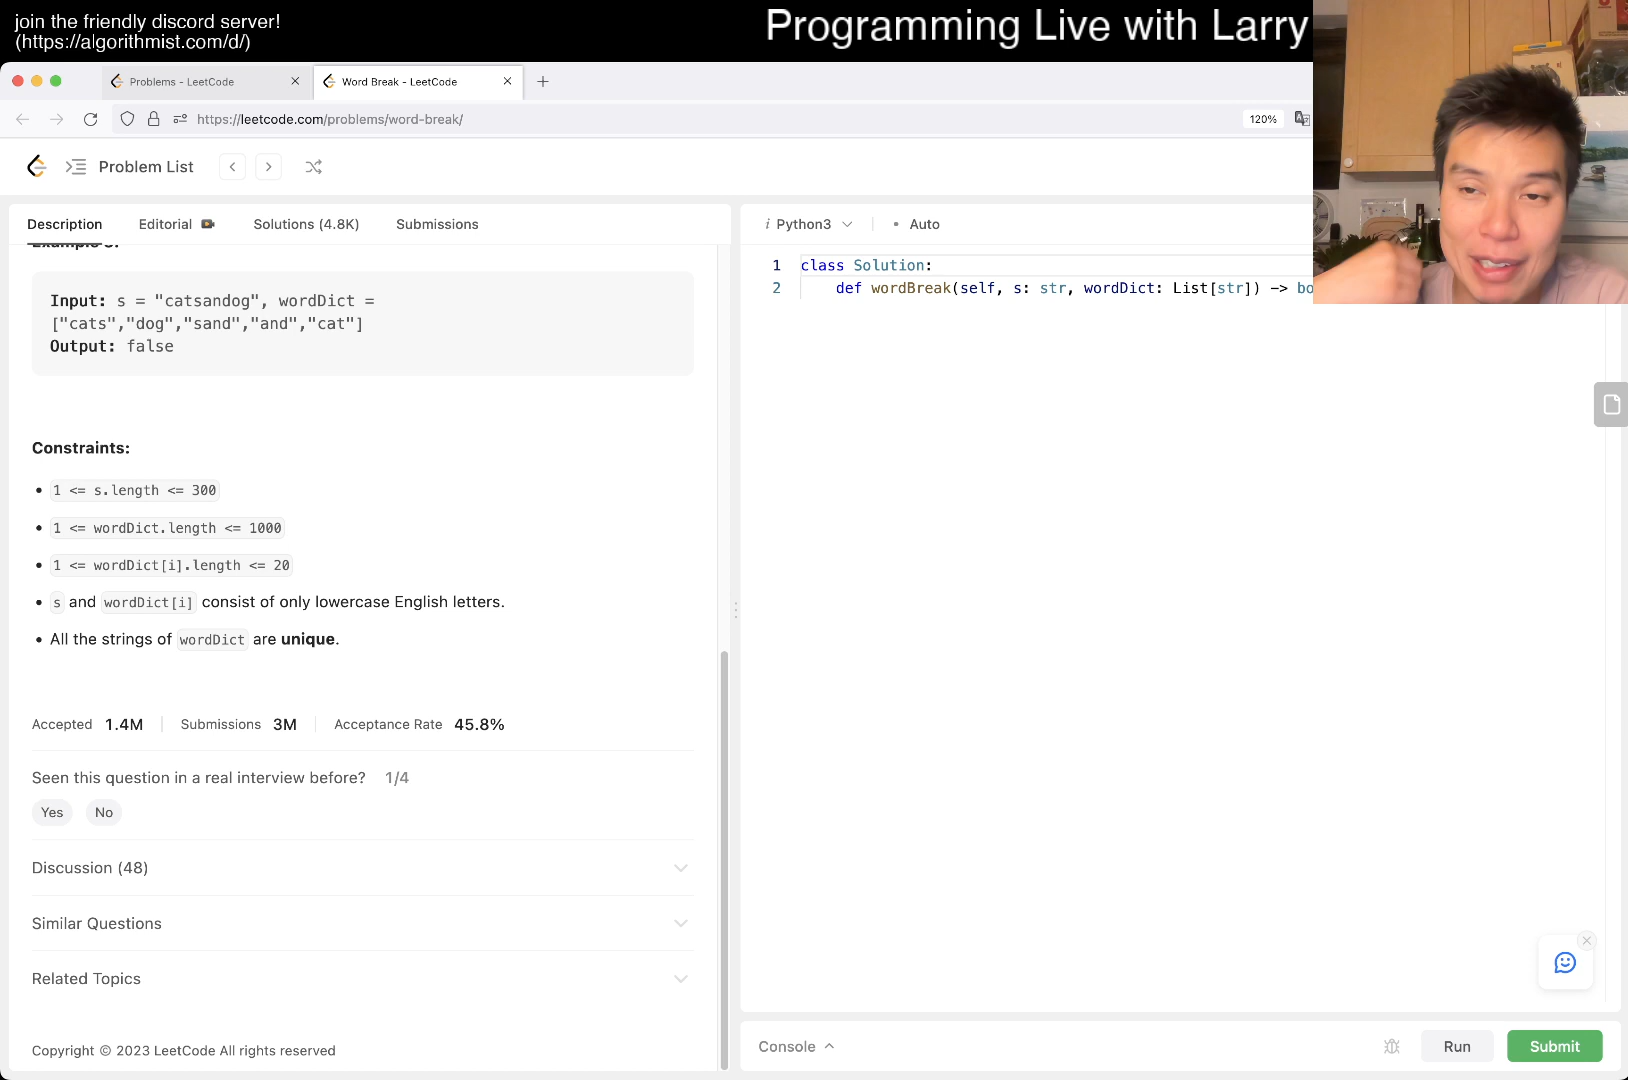 join the friendly discord server!
(https://algorithmist.com/d/)
Programming Live with Larry
Problems - LeetCode
Word Break - LeetCode
https://leetcode.com/problems/word-break/
120%
Problem List
Description
Editorial
Solutions (4.8K)
Submissions
Input: s = "catsandog", wordDict =
["cats","dog","sand","and","cat"]
Output: false
Constraints:
1 <= s.length <= 300
1 <= wordDict.length <= 1000
1 <= wordDict[i].length <= 20
s and wordDict[i] consist of only lowercase English letters.
All the strings of wordDict are unique.
Accepted 1.4M
Submissions 3M
Acceptance Rate 45.8%
Seen this question in a real interview before? 1/4
Yes
No
Discussion (48)
Similar Questions
Related Topics
Copyright © 2023 LeetCode All rights reserved
i Python3
Auto
1 class Solution:
2 def wordBreak(self, s: str, wordDict: List[str]) -> bo
Console
Run
Submit